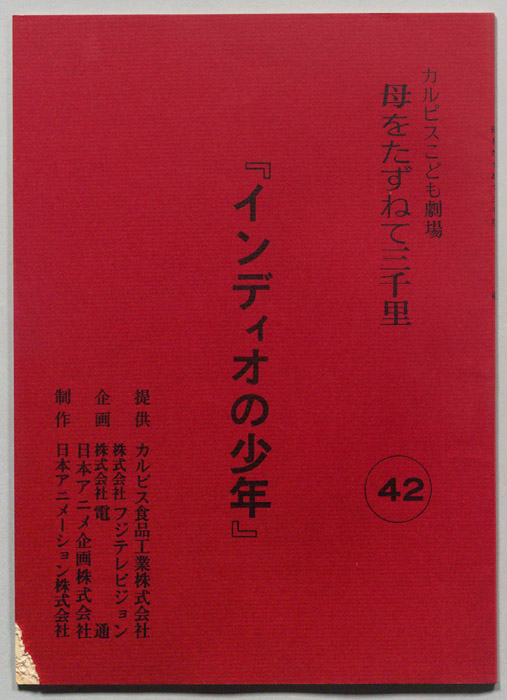 カルピスこども劇場
母をたずねて三千里
42
『インディオの少年』
提供 カルピス食品工業株式会社
企画 株式会社フジテレビジョン
株式会社電通
日本アニメ企画株式会社
制作 日本アニメーション株式会社